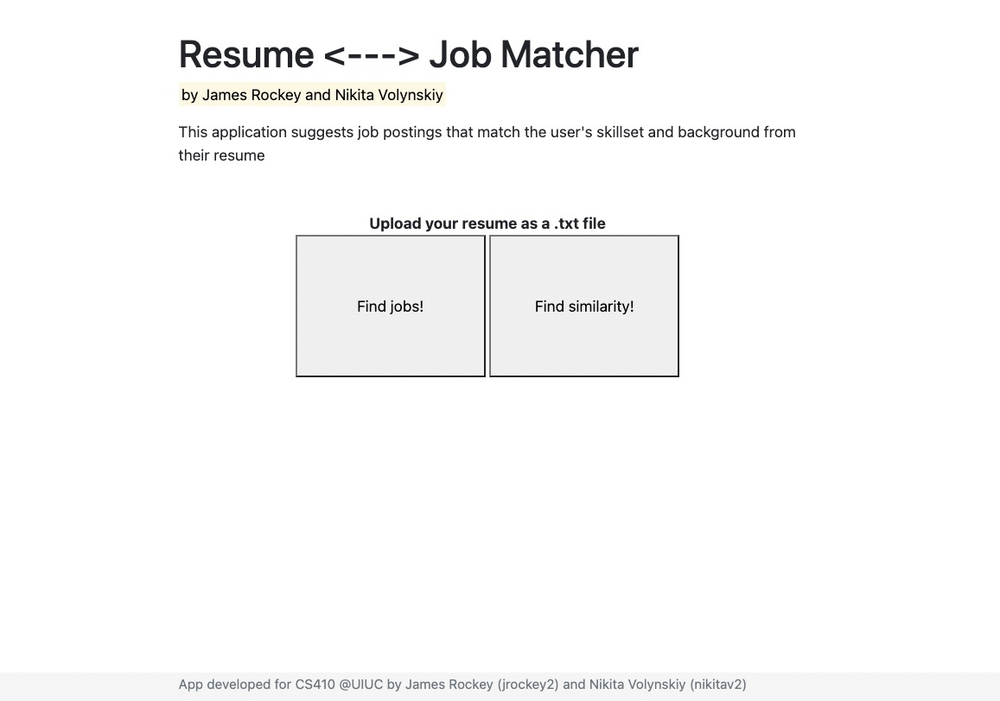 Resume <---> Job Matcher
by James Rockey and Nikita Volynskiy
This application suggests job postings that match the user's skillset and background from
their resume
Upload your resume as a .txt file
Find jobs!
Find similarity!
App developed for CS410 @UIUC by James Rockey (jrockey2) and Nikita Volynskiy (nikitav2)